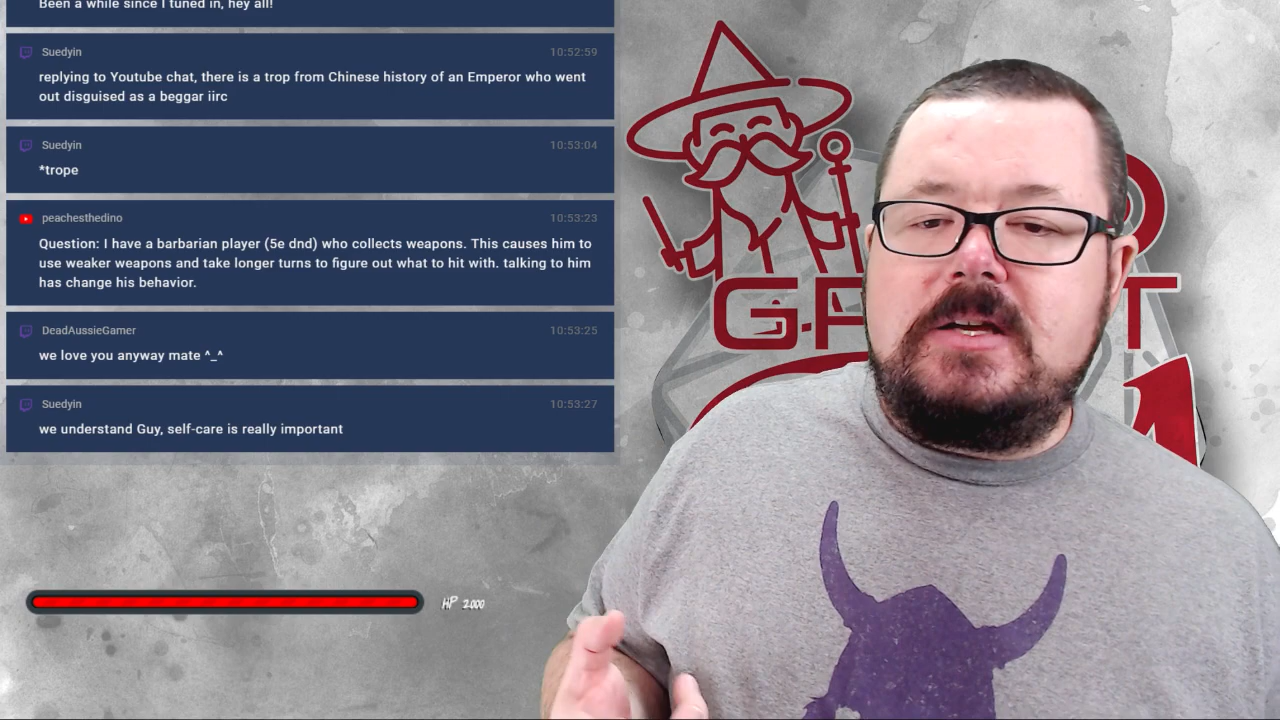 Been a while since I tuned in, hey all!
Suedyin 10:52:59
replying to Youtube chat, there is a trop from Chinese history of an Emperor who went
out disguised as a beggar iirc
Suedyin 10:53:04
*trope
peachesthedino 10:53:23
Question: I have a barbarian player (5e dnd) who collects weapons. This causes him to
use weaker weapons and take longer turns to figure out what to hit with. talking to him
has change his behavior.
DeadAussieGamer 10:53:25
we love you anyway mate ^_^
Suedyin 10:53:27
we understand Guy, self-care is really important
HP 2000